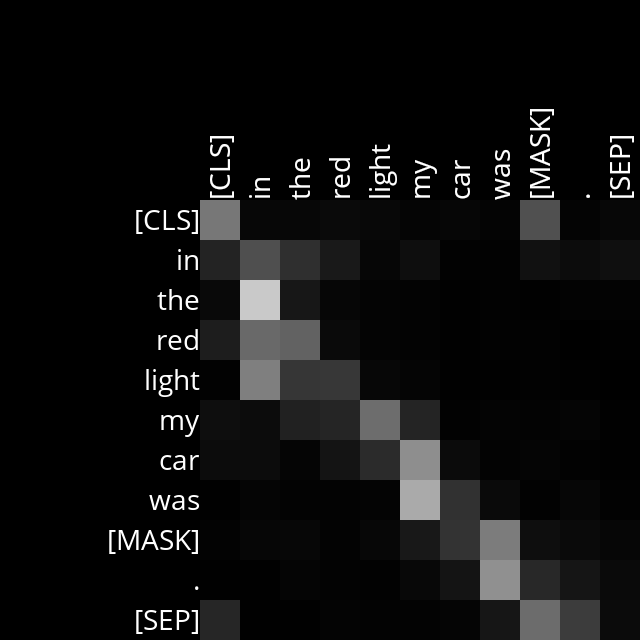 [CLS]
in
the
red
light
my
car
was
[MASK]
.
[SEP]
[CLS]
in
the
red
light
my
car
was
[MASK]
.
[SEP]